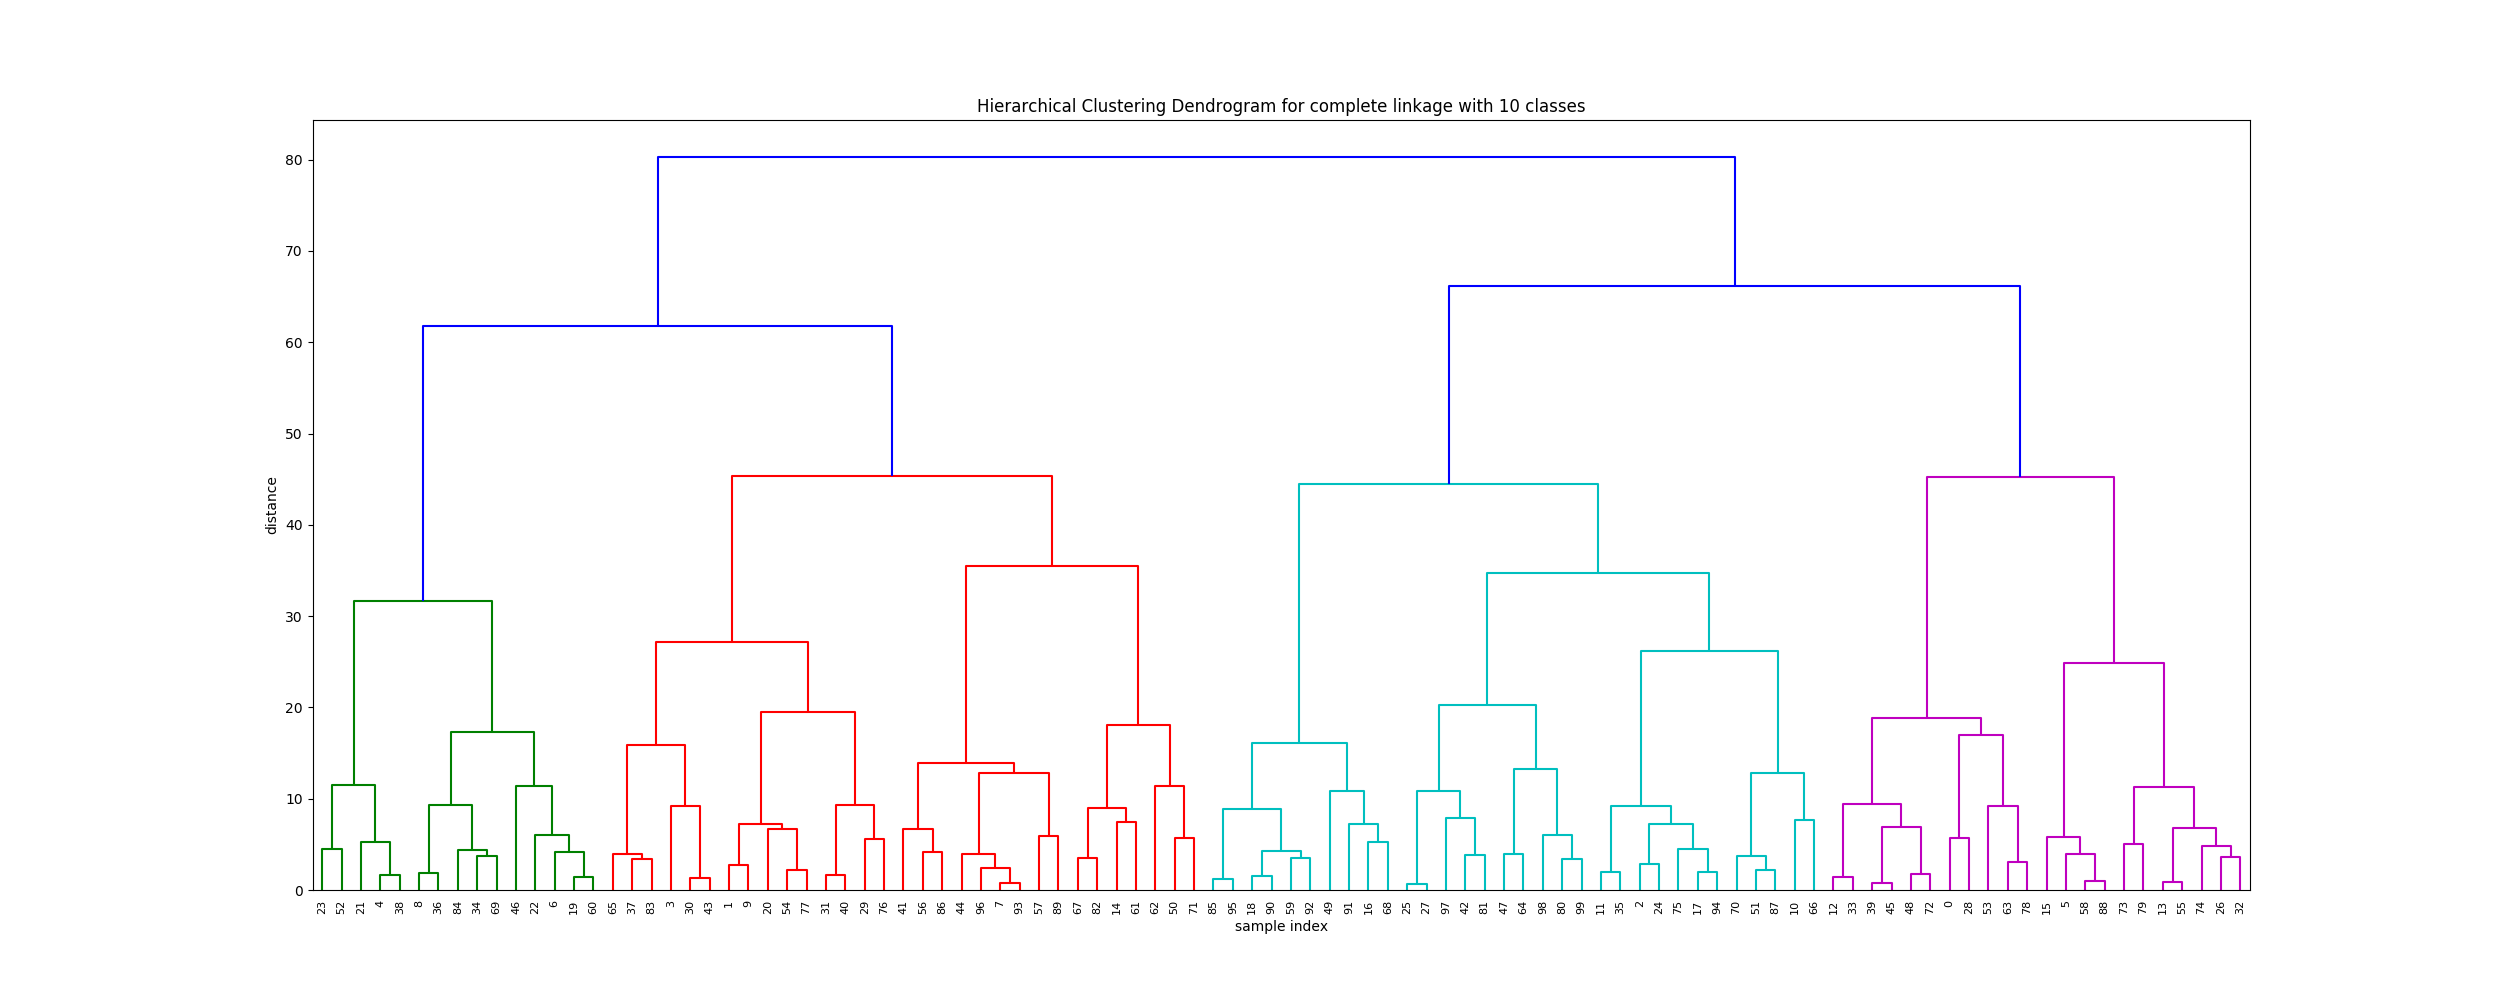 Hierarchical Clustering Dendrogram for complete linkage with 10 classes
80
70
60
50
40
30
20
10
0
distance
23 52 21 4 38 8 36 84 34 69 46 22 6 19 60 65 37 83 3 30 43 1 9 20 54 77 31 40 29 76 41 56 86 44 96 7 93 57 89 67 82 14 61 62 50 71 85 95 18 90 59 92 49 91 16 68 25 27 97 42 81 47 64 98 80 99 11 35 2 24 75 17 94 70 51 87 10 66 12 33 39 45 48 72 0 28 53 63 78 15 5 58 88 73 79 13 55 74 26 32
sample index